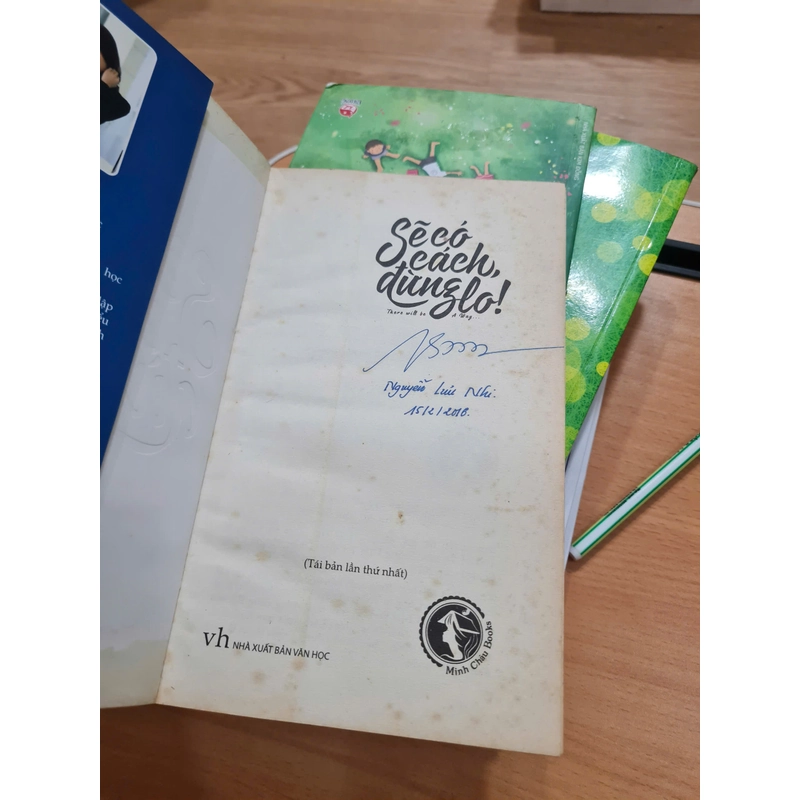 Sẽ có
cách,
đừng lo!
There will be a Way...
Nguyễn Lưu Nhi.
15/2/2018.
(Tái bản lần thứ nhất)
vh NHÀ XUẤT BẢN VĂN HỌC
Minh Châu Books
học